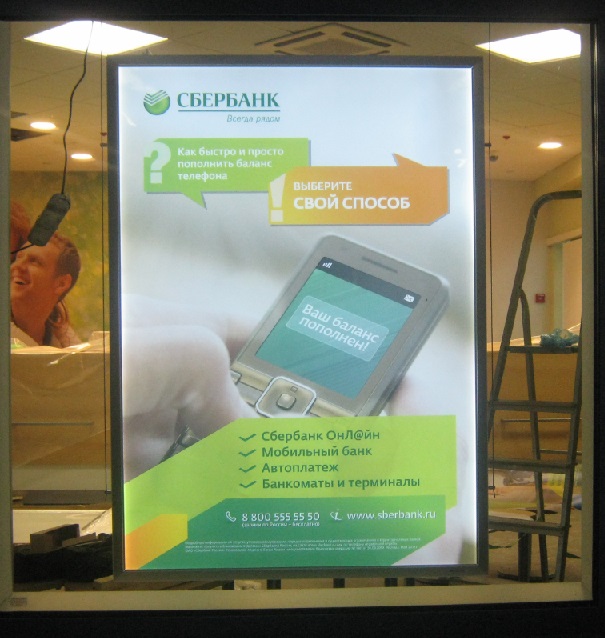 СБЕРБАНК
Всегда рядом
?
Как быстро и просто
пополнить баланс
телефона
!
ВЫБЕРИТЕ
СВОЙ СПОСОБ
Ваш баланс
пополнен!
Сбербанк ОнЛ@йн
Мобильный банк
Автоплатеж
Банкоматы и терминалы
8 800 555 55 50
www.sberbank.ru